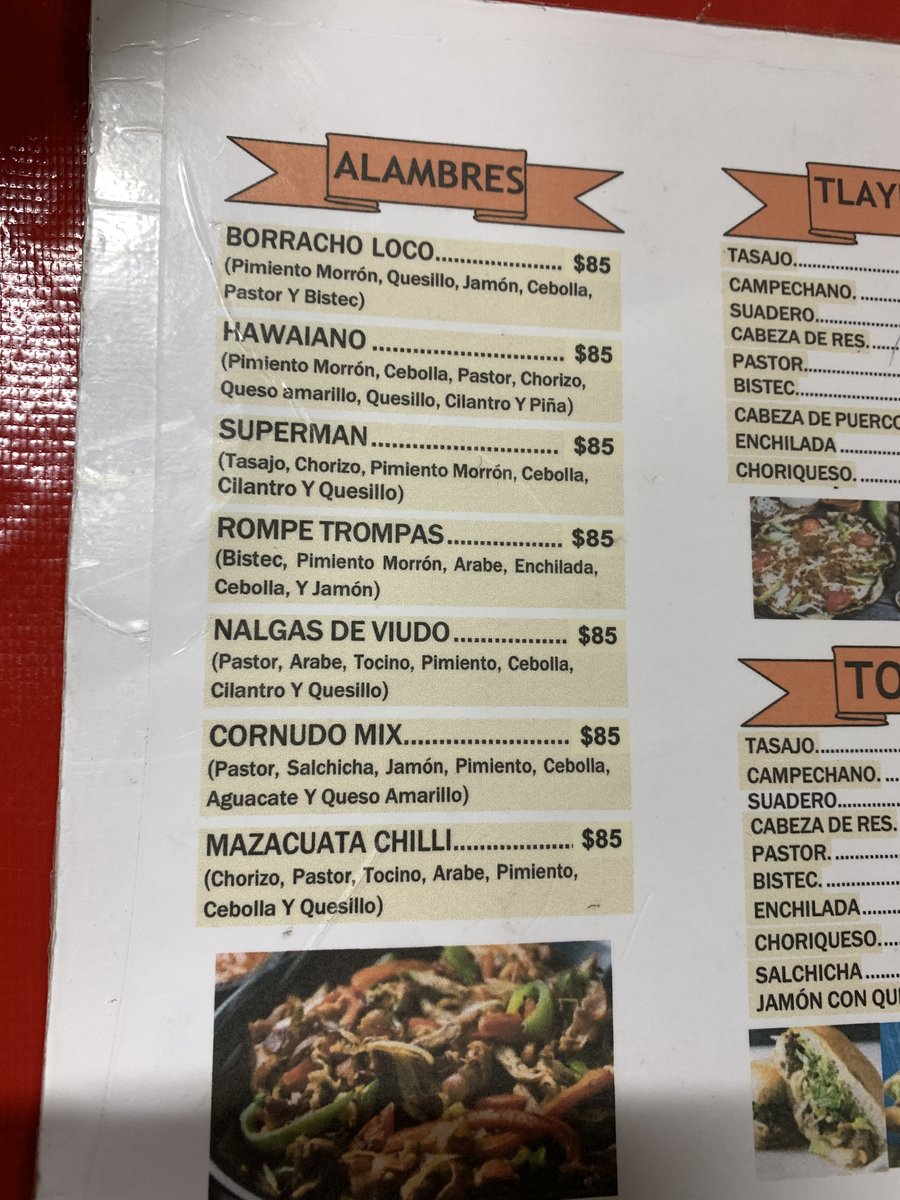 ALAMBRES
BORRACHO LOCO..................... $85
(Pimiento Morrón, Quesillo, Jamón, Cebolla,
Pastor Y Bistec)
HAWAIANO ................................ $85
(Pimiento Morrón, Cebolla, Pastor, Chorizo,
Queso amarillo, Quesillo, Cilantro Y Piña)
SUPERMAN............................... $85
(Tasajo, Chorizo, Pimiento Morrón, Cebolla,
Cilantro Y Quesillo)
ROMPE TROMPAS................... $85
(Bistec, Pimiento Morrón, Arabe, Enchilada,
Cebolla, Y Jamón)
NALGAS DE VIUDO................. $85
(Pastor, Arabe, Tocino, Pimiento, Cebolla,
Cilantro Y Quesillo)
CORNUDO MIX......................... $85
(Pastor, Salchicha, Jamón, Pimiento, Cebolla,
Aguacate Y Queso Amarillo)
MAZACUATA CHILLI.................. $85
(Chorizo, Pastor, Tocino, Arabe, Pimiento,
Cebolla Y Quesillo)
TASAJO..................
CAMPECHANO. .......
SUADERO...............
CABEZA DE RES. .....
PASTOR.................
BISTEC...................
CABEZA DE PUERCO
ENCHILADA ...........
CHORIQUESO. .......
TASAJO................
CAMPECHANO. ...
SUADERO...........
CABEZA DE RES.
PASTOR. ............
BISTEC. .............
ENCHILADA.......
CHORIQUESO....
SALCHICHA ......
JAMÓN CON